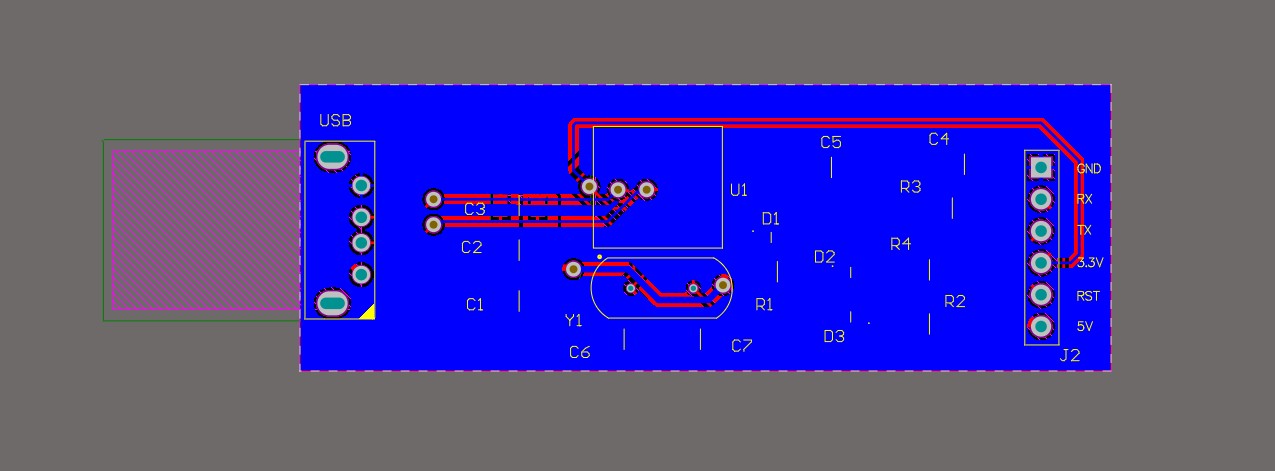 USB
C5
C4
GND
R3
U1
RX
C3
D1
TX
C2
R4
D2
3.3V
C1
R1
R2
RST
Y1
5V
D3
C6
C7
J2